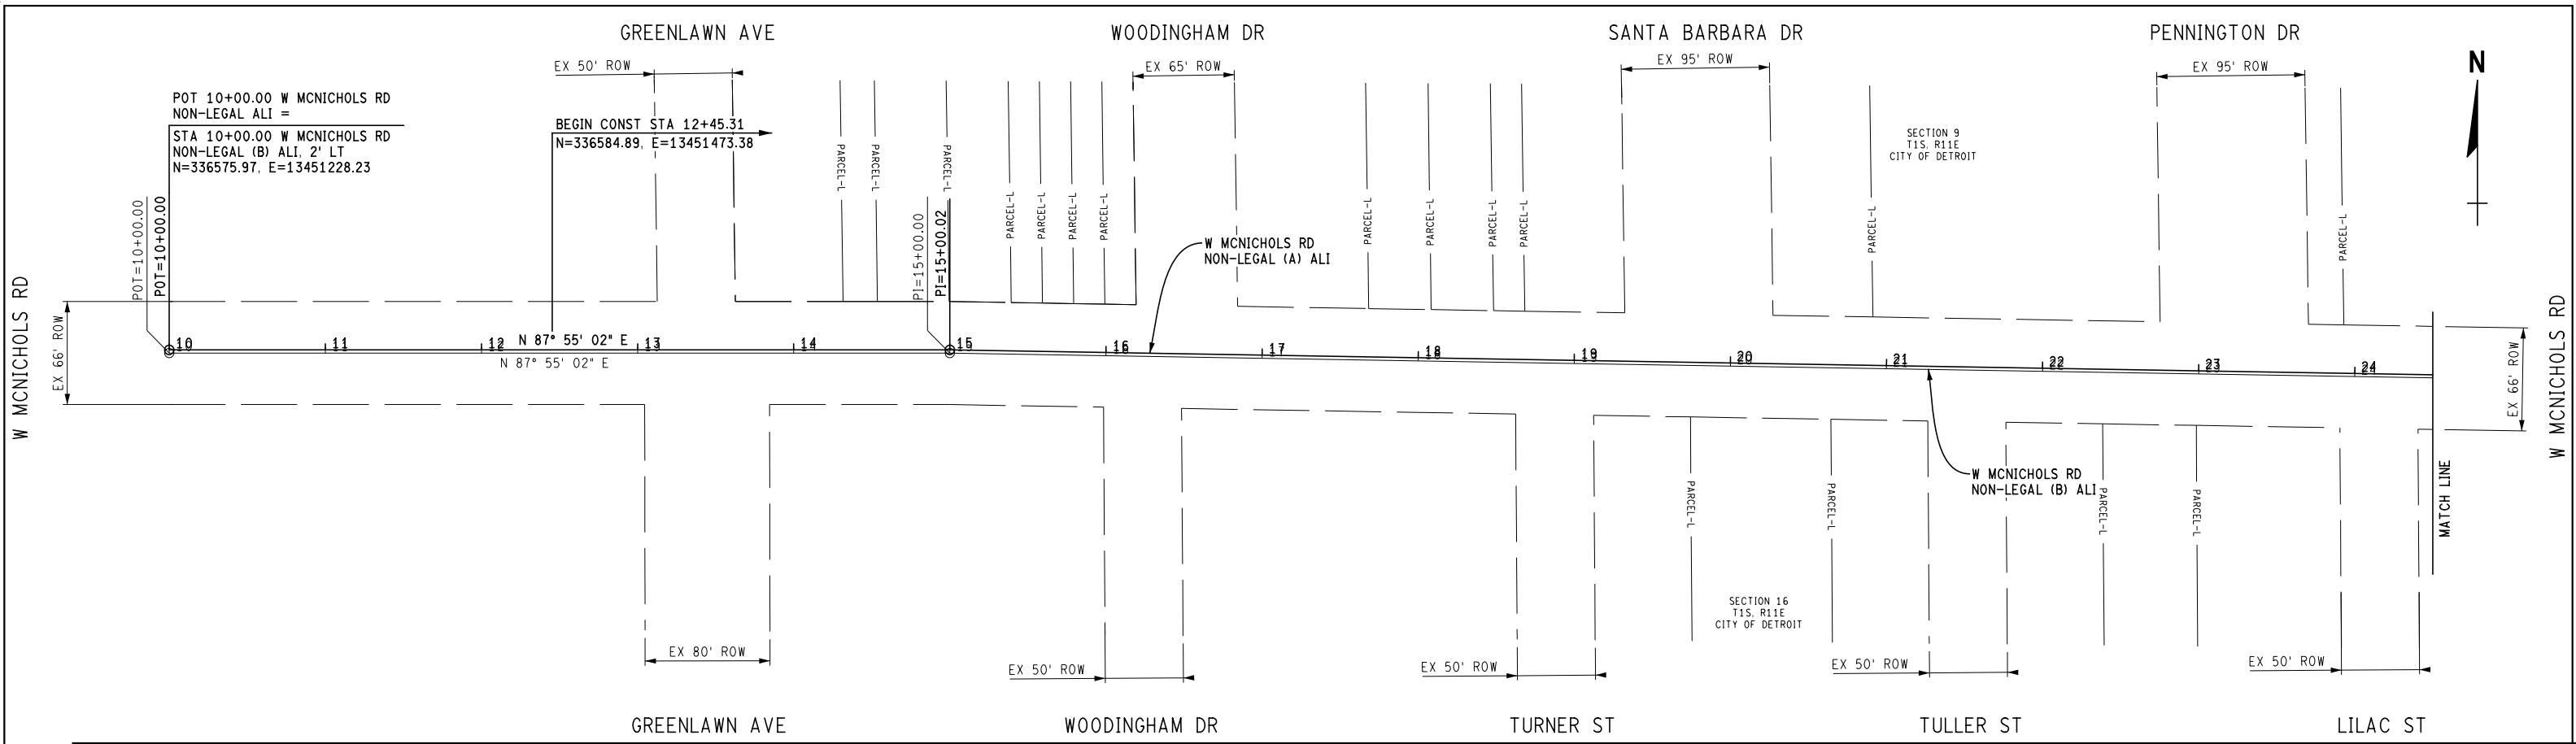 GREENLAWN AVE
WOODINGHAM DR
SANTA BARBARA DR
PENNINGTON DR
EX 50' ROW
EX 65' ROW
EX 95' ROW
EX 95' ROW
N
POT 10+00.00 W MCNICHOLS RD
NON-LEGAL ALI =
STA 10+00.00 W MCNICHOLS RD
NON-LEGAL (B) ALI, 2' LT
N=336575.97, E=13451228.23
BEGIN CONST STA 12+45.31
N=336584.89, E=13451473.38
SECTION 9
T1S, R11E
CITY OF DETROIT
PARCEL-L
PARCEL-L
PARCEL-L
PARCEL-L
PARCEL-L
PARCEL-L
PARCEL-L
PARCEL-L
PARCEL-L
PARCEL-L
PARCEL-L
PARCEL-L
PARCEL-L
POT=10+00.00
POT=10+00.00
PI=15+00.00
PI=15+00.02
W MCNICHOLS RD
NON-LEGAL (A) ALI
W MCNICHOLS RD
EX 66' ROW
10
11
12
N 87° 55' 02" E
13
14
15
16
17
18
19
20
21
22
23
24
N 87° 55' 02" E
EX 66' ROW
W MCNICHOLS RD
W MCNICHOLS RD
NON-LEGAL (B) ALI
PARCEL-L
PARCEL-L
PARCEL-L
PARCEL-L
MATCH LINE
SECTION 16
T1S, R11E
CITY OF DETROIT
EX 80' ROW
EX 50' ROW
EX 50' ROW
EX 50' ROW
EX 50' ROW
GREENLAWN AVE
WOODINGHAM DR
TURNER ST
TULLER ST
LILAC ST